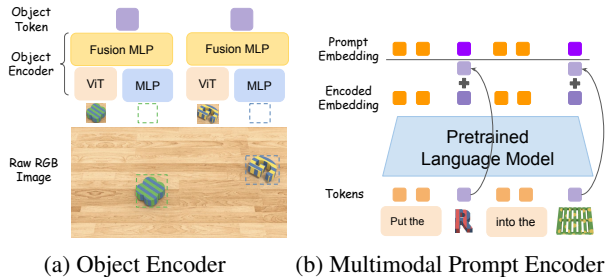 Object
Token
Object
Encoder
Fusion MLP
Fusion MLP
ViT
MLP
ViT
MLP
Raw RGB
Image
(a) Object Encoder
Prompt
Embedding
Encoded
Embedding
Pretrained
Language Model
Tokens
Put the
R
into the
(b) Multimodal Prompt Encoder